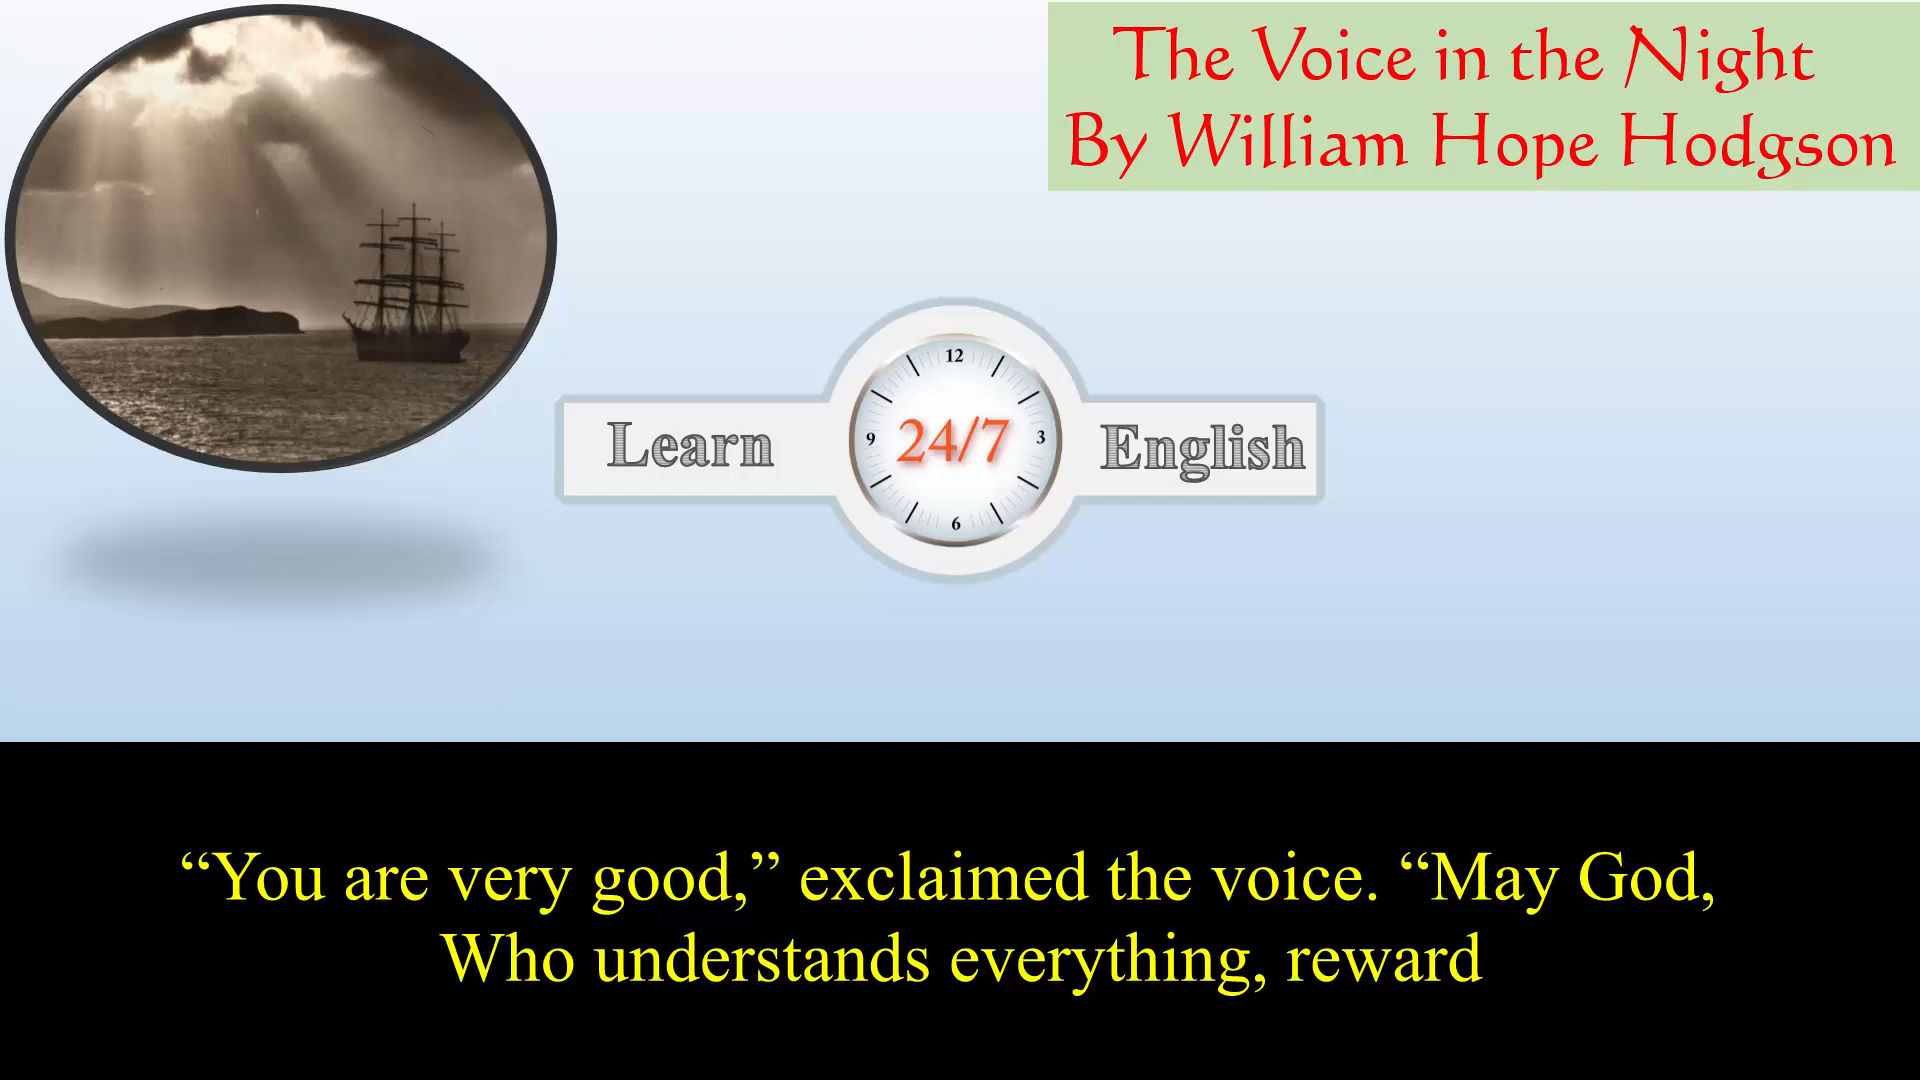 The Voice in the Night
By William Hope Hodgson
12
Learn
9
24/7
3
English
6
“You are very good,” exclaimed the voice. “May God,
Who understands everything, reward